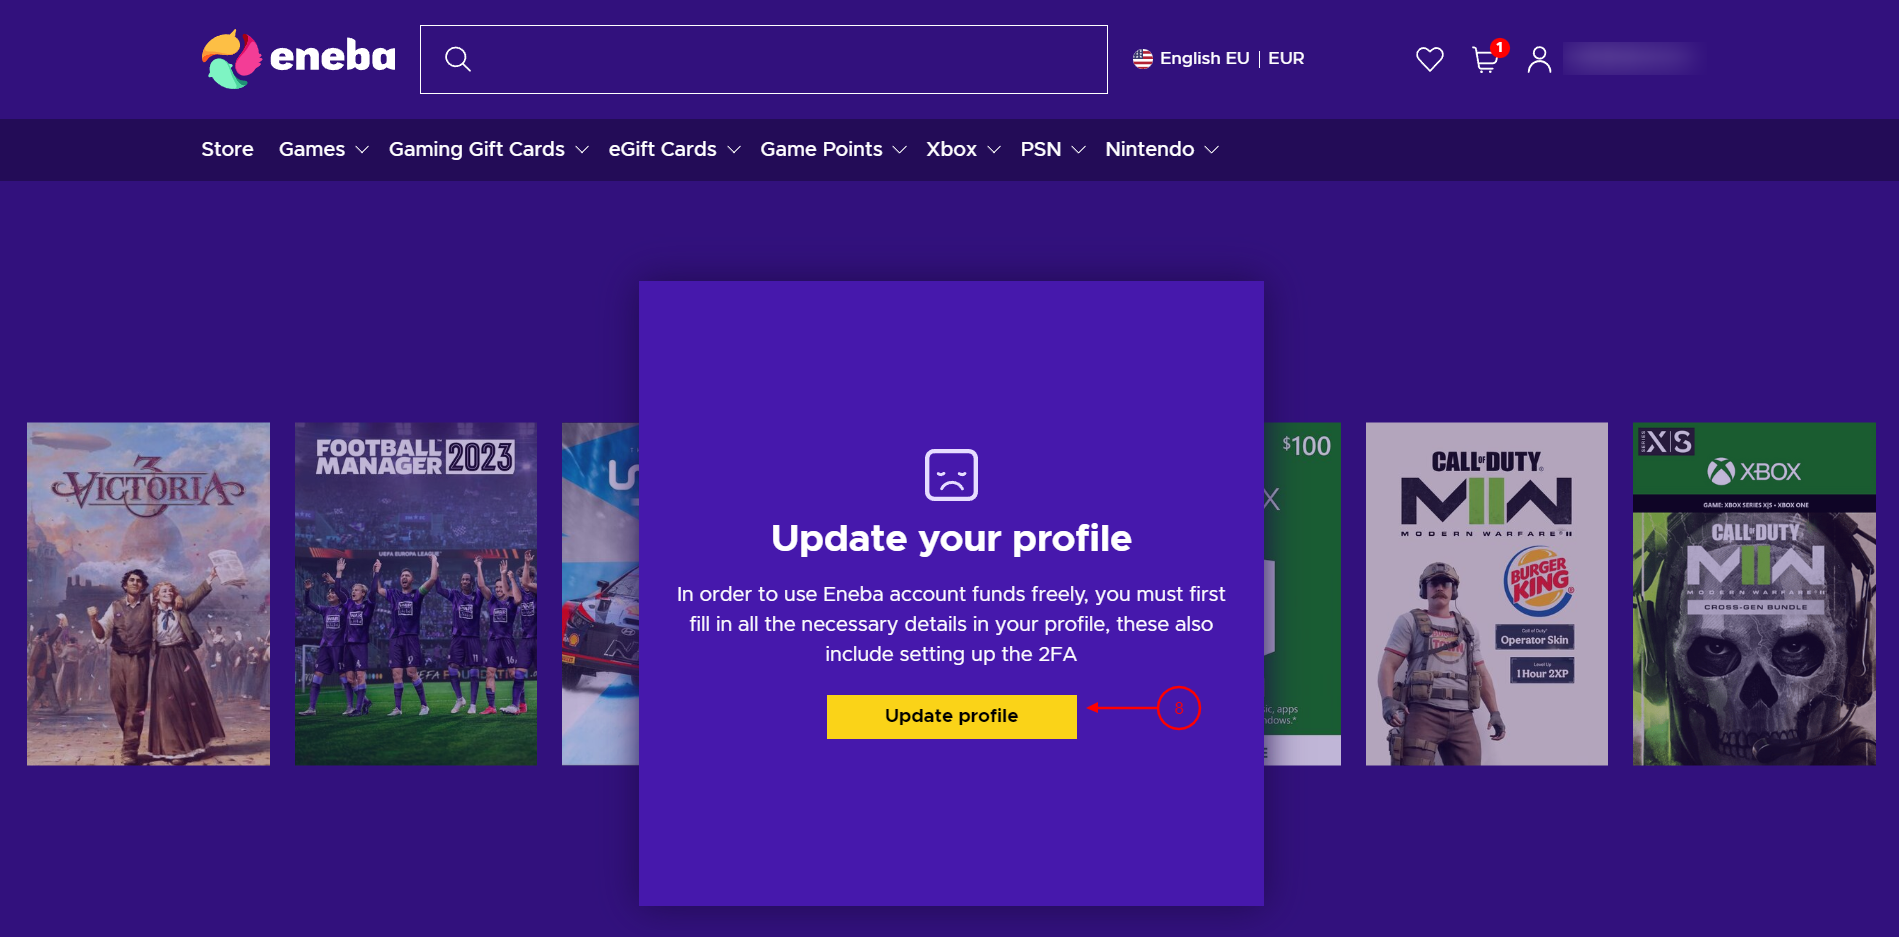 eneba
English EU | EUR
1
Store
Games
Gaming Gift Cards
eGift Cards
Game Points
Xbox
PSN
Nintendo
3
VICTORIA
FOOTBALL
MANAGER 2023
UEFA EUROPA LEAGUE
Update your profile
In order to use Eneba account funds freely, you must first
fill in all the necessary details in your profile, these also
include setting up the 2FA
Update profile
8
$100
X
E
CALL OF DUTY
MWII
MODERN WARFARE II
BURGER
KING
Call of Duty
Operator Skin
Level Up
1 Hour 2XP
SERIES X|S
XBOX
GAME: XBOX SERIES X|S • XBOX ONE
CALL OF DUTY
MWII
MODERN WARFARE II
CROSS-GEN BUNDLE